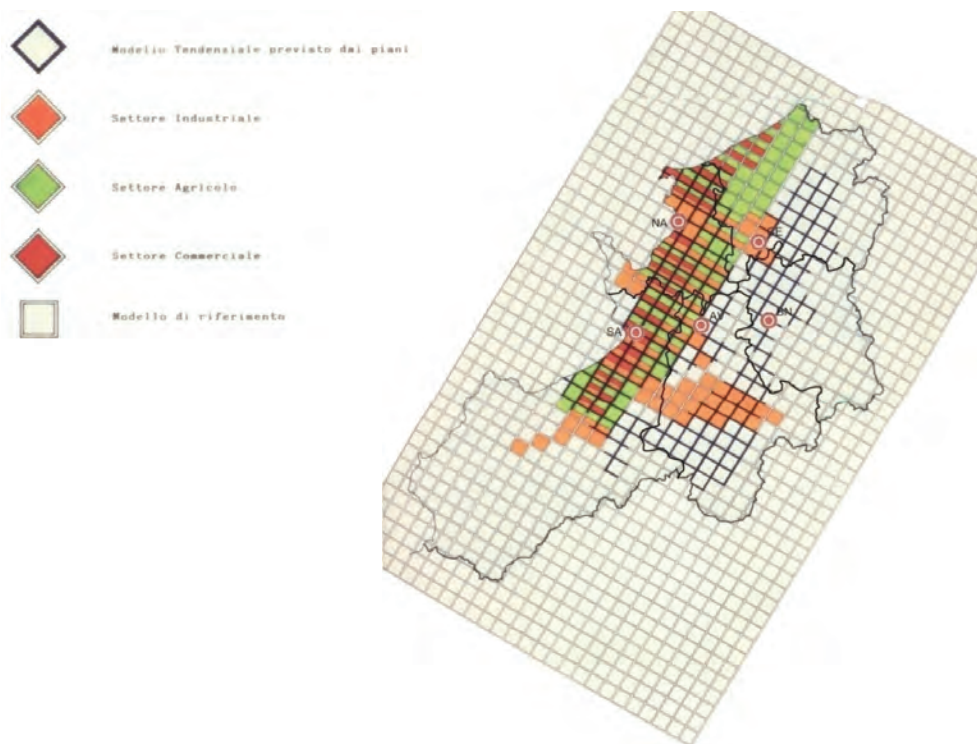 Modello Tendenziale previsto dai piani
Settore Industriale
Settore Agricolo
Settore Commerciale
Modello di riferimento
NA
CE
SA
AV
BN